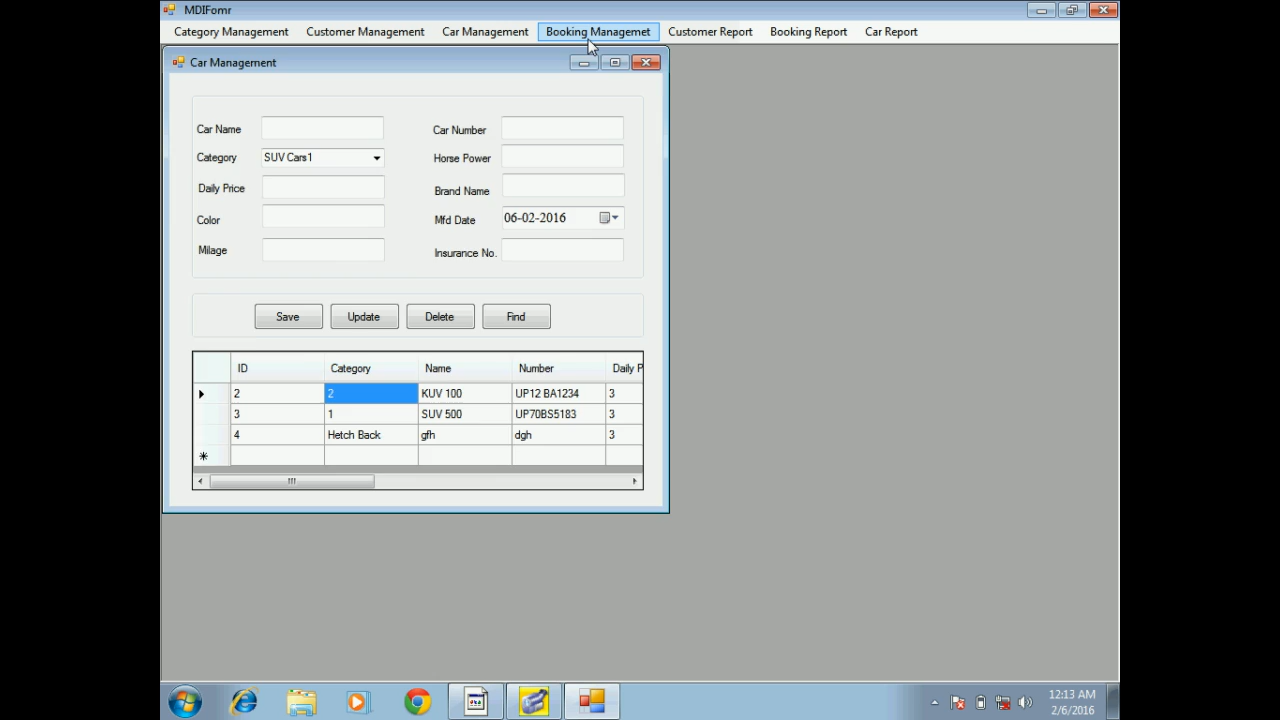 MDIFomr
Category Management Customer Management Car Management Booking Managemet Customer Report Booking Report Car Report
Car Management
Car Name Car Number
Category SUV Cars1 Horse Power
Daily Price Brand Name
Color Mfd Date 06-02-2016
Milage Insurance No.
Save Update Delete Find
ID Category Name Number Daily P
2 2 KUV 100 UP12 BA1234 3
3 1 SUV 500 UP70BS5183 3
4 Hetch Back gfh dgh 3
12:13 AM
2/6/2016